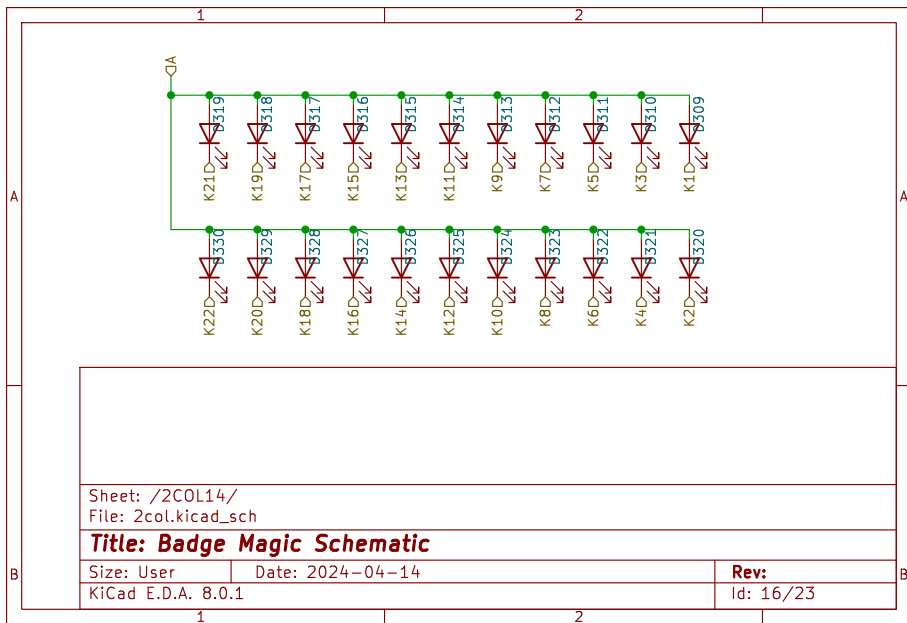 1 2
A
D319 D318 D317 D316 D315 D314 D313 D312 D311 D310 D309
K21 K19 K17 K15 K13 K11 K9 K7 K5 K3 K1
A A
D330 D329 D328 D327 D326 D325 D324 D323 D322 D321 D320
K22 K20 K18 K16 K14 K12 K10 K8 K6 K4 K2
Sheet: /2COL14/
File: 2col.kicad_sch
Title: Badge Magic Schematic
B B
Size: User Date: 2024-04-14 Rev:
KiCad E.D.A. 8.0.1 Id: 16/23
1 2